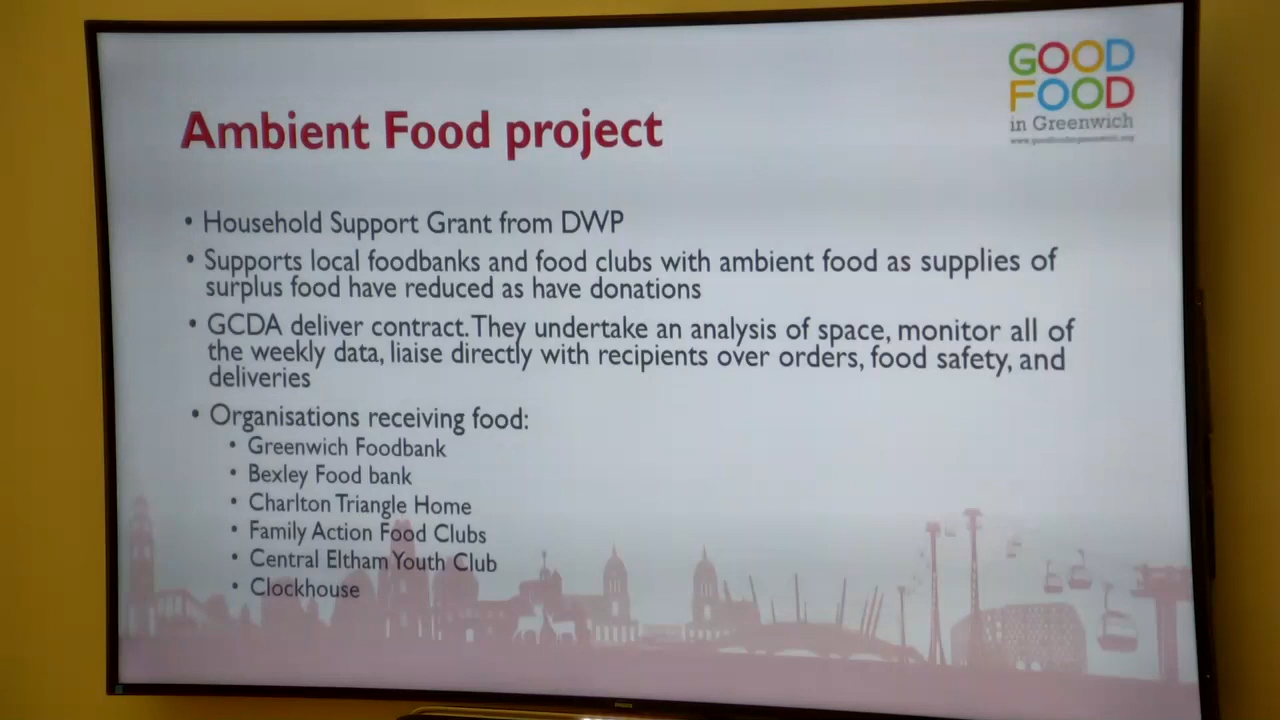 GOOD
FOOD
in Greenwich
Ambient Food project
• Household Support Grant from DWP
• Supports local foodbanks and food clubs with ambient food as supplies of
surplus food have reduced as have donations
• GCDA deliver contract. They undertake an analysis of space, monitor all of
the weekly data, liaise directly with recipients over orders, food safety, and
deliveries
• Organisations receiving food:
• Greenwich Foodbank
• Bexley Food bank
• Charlton Triangle Home
• Family Action Food Clubs
• Central Eltham Youth Club
• Clockhouse